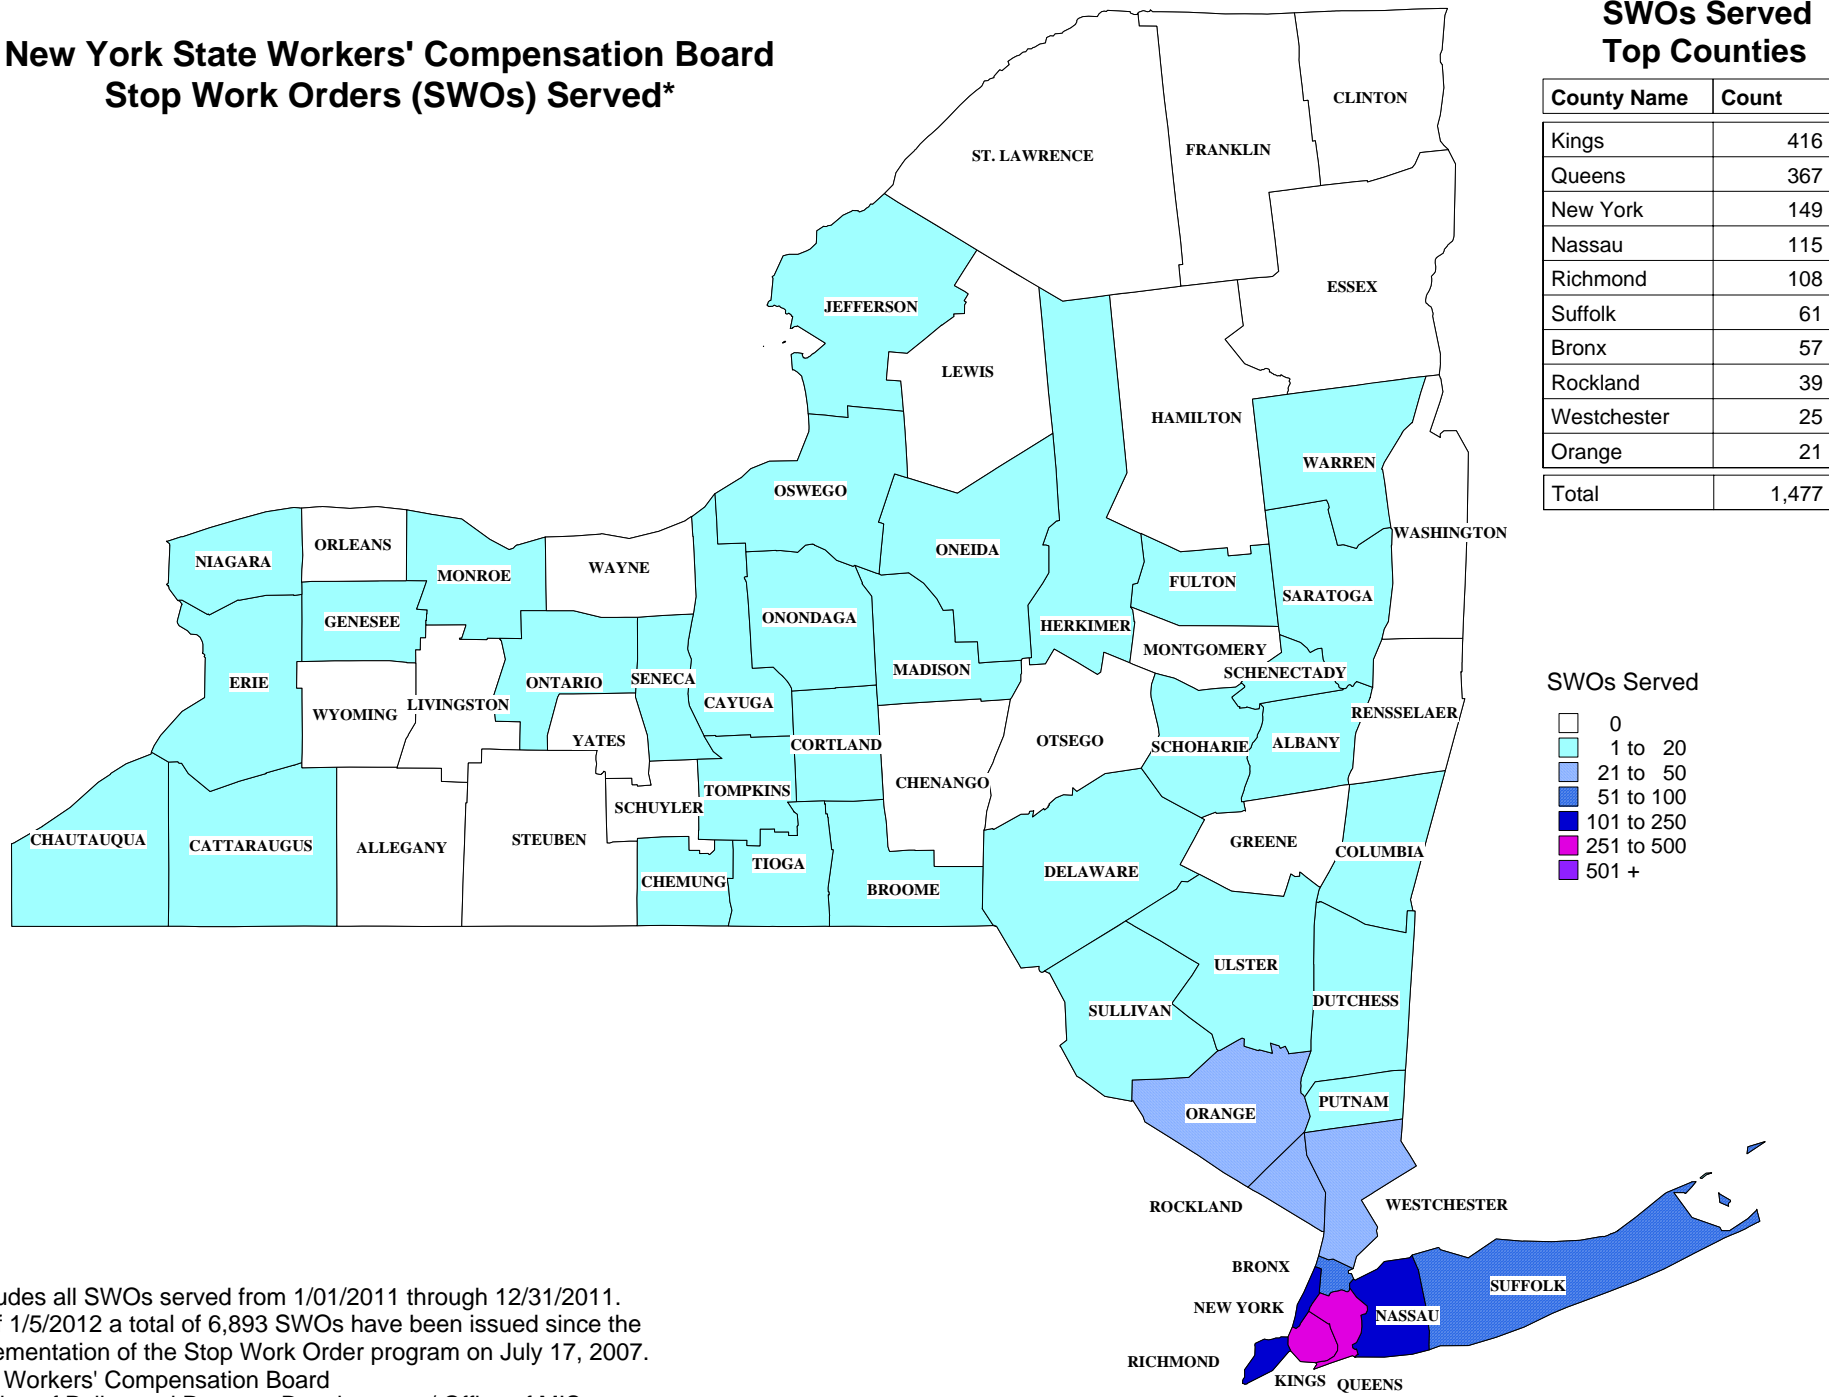 New York State Workers' Compensation Board
Stop Work Orders (SWOs) Served*
SWOs Served
Top Counties
County Name Count
Kings 416
Queens 367
New York 149
Nassau 115
Richmond 108
Suffolk 61
Bronx 57
Rockland 39
Westchester 25
Orange 21
Total 1,477
CLINTON
ST. LAWRENCE
FRANKLIN
ESSEX
JEFFERSON
LEWIS
HAMILTON
WARREN
OSWEGO
WASHINGTON
ORLEANS
ONEIDA
NIAGARA
WAYNE
MONROE
FULTON
SARATOGA
GENESEE
ONONDAGA
HERKIMER
MONTGOMERY
MADISON
SCHENECTADY
ERIE
ONTARIO
SENECA
CAYUGA
LIVINGSTON
WYOMING
RENSSELAER
YATES
OTSEGO
CORTLAND
SCHOHARIE
ALBANY
CHENANGO
TOMPKINS
SCHUYLER
CHAUTAUQUA
CATTARAUGUS
ALLEGANY
STEUBEN
GREENE
COLUMBIA
TIOGA
DELAWARE
CHEMUNG
BROOME
ULSTER
DUTCHESS
SULLIVAN
PUTNAM
ORANGE
ROCKLAND
WESTCHESTER
BRONX
SUFFOLK
NEW YORK
NASSAU
RICHMOND
KINGS
QUEENS
SWOs Served
0
1 to 20
21 to 50
51 to 100
101 to 250
251 to 500
501 +
udes all SWOs served from 1/01/2011 through 12/31/2011.
1/5/2012 a total of 6,893 SWOs have been issued since the
ementation of the Stop Work Order program on July 17, 2007.
Workers' Compensation Board